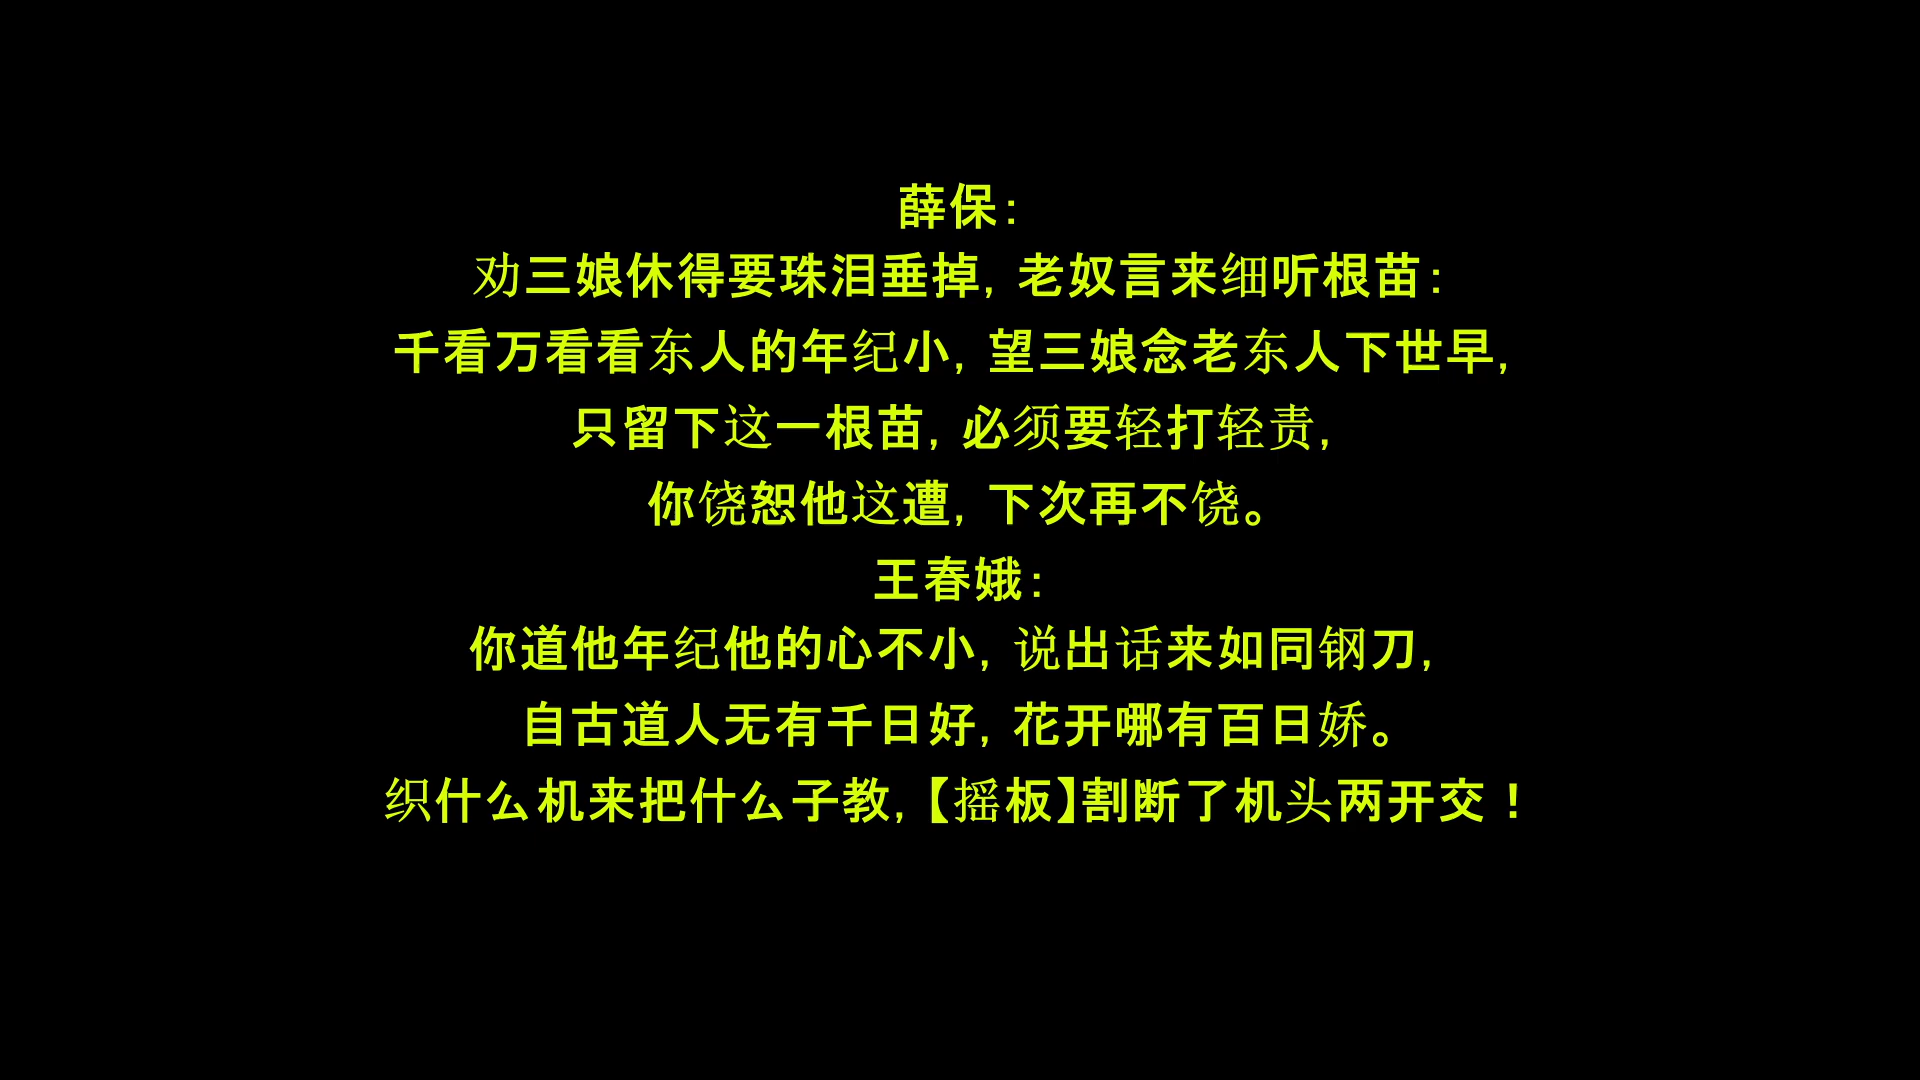 薛保：
劝三娘休得要珠泪垂掉，老奴言来细听根苗：
千看万看看东人的年纪小，望三娘念老东人下世早，
只留下这一根苗，必须要轻打轻责，
你饶恕他这遭，下次再不饶。
王春娥：
你道他年纪他的心不小，说出话来如同钢刀，
自古道人无有千日好，花开哪有百日娇。
织什么机来把什么子教，【摇板】割断了机头两开交！